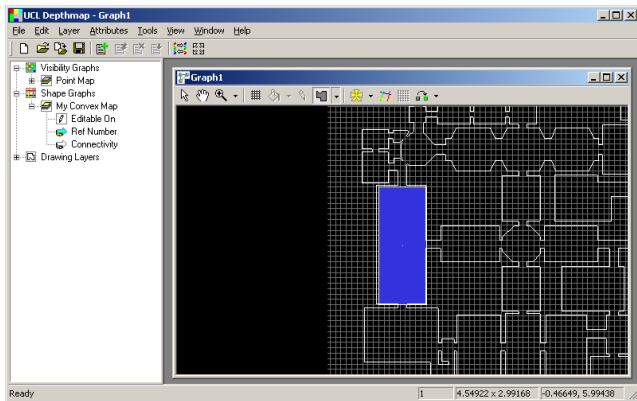 UCL Depthmap - Graph1
File Edit Layer Attributes Tools View Window Help
Visibility Graphs
Point Map
Shape Graphs
My Convex Map
Editable On
Ref Number
Connectivity
Drawing Layers
Graph1
Ready
1
4.54922 x 2.99168
-0.46649, 5.99438